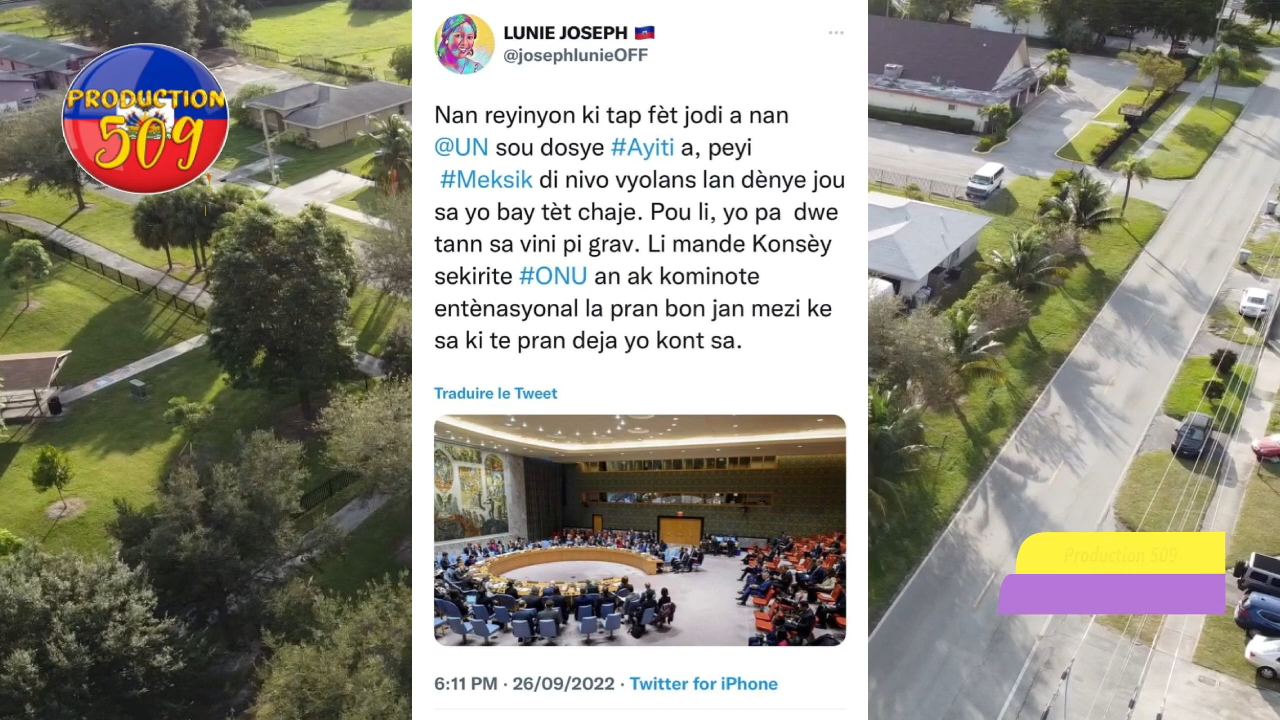 PRODUCTION
509
LUNIE JOSEPH 🇭🇹
@josephlunieOFF
Nan reyinyon ki tap fèt jodi a nan
@UN sou dosye #Ayiti a, peyi
#Meksik di nivo vyolans lan dènye jou
sa yo bay tèt chaje. Pou li, yo pa dwe
tann sa vini pi grav. Li mande Konsèy
sekirite #ONU an ak kominote
entènasyonal la pran bon jan mezi ke
sa ki te pran deja yo kont sa.
Traduire le Tweet
6:11 PM · 26/09/2022 · Twitter for iPhone
Production 509